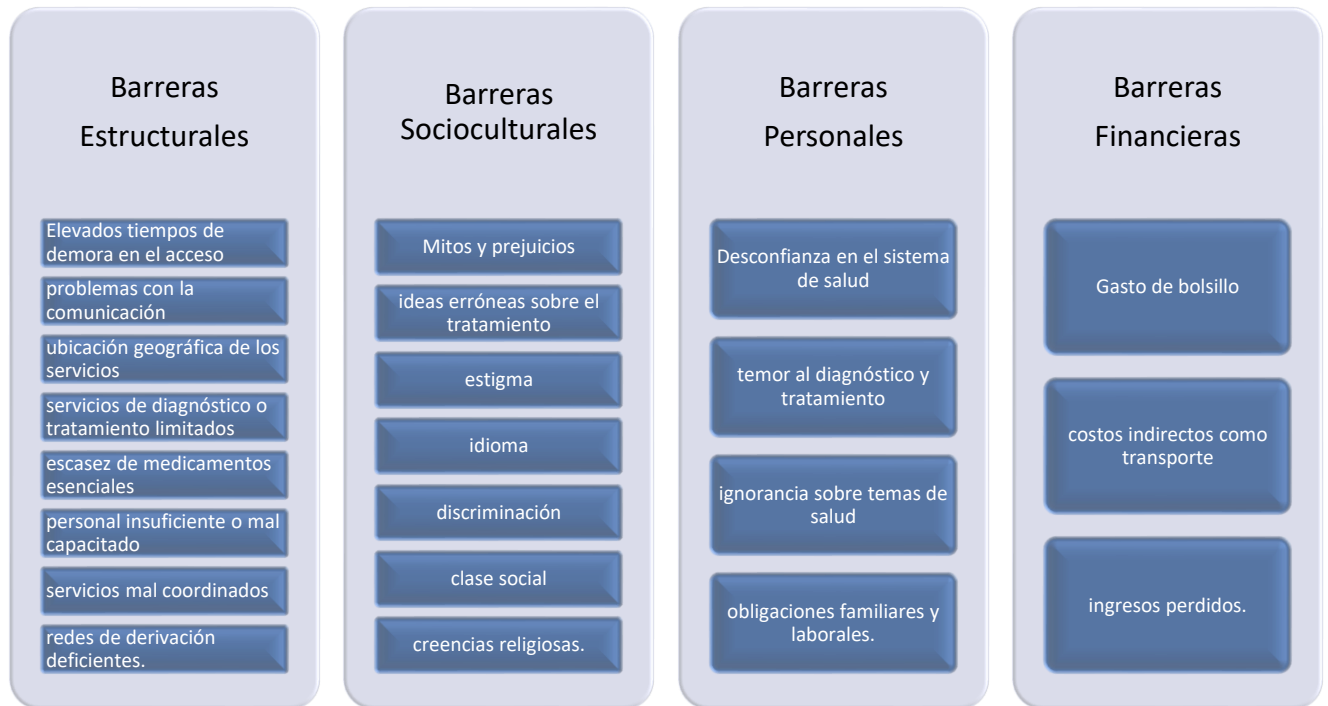 Barreras
Estructurales
Elevados tiempos de
demora en el acceso
problemas con la
comunicación
ubicación geográfica de los
servicios
servicios de diagnóstico o
tratamiento limitados
escasez de medicamentos
esenciales
personal insuficiente o mal
capacitado
servicios mal coordinados
redes de derivación
deficientes.
Barreras
Socioculturales
Mitos y prejuicios
ideas erróneas sobre el
tratamiento
estigma
idioma
discriminación
clase social
creencias religiosas.
Barreras
Personales
Desconfianza en el sistema
de salud
temor al diagnóstico y
tratamiento
ignorancia sobre temas de
salud
obligaciones familiares y
laborales.
Barreras
Financieras
Gasto de bolsillo
costos indirectos como
transporte
ingresos perdidos.